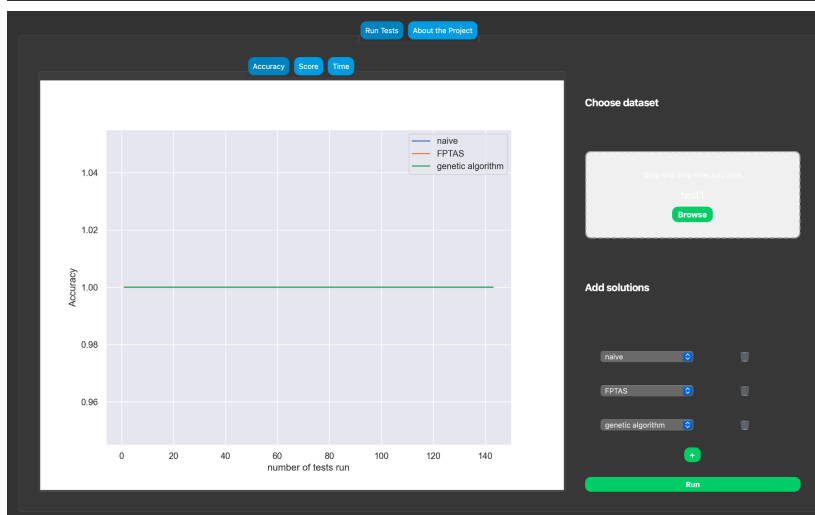 Run Tests
About the Project
Accuracy
Score
Time
naive
FPTAS
genetic algorithm
1.04
1.02
1.00
0.98
0.96
Accuracy
0
20
40
60
80
100
120
140
number of tests run
Choose dataset
test1
Browse
Add solutions
naive
FPTAS
genetic algorithm
+
Run